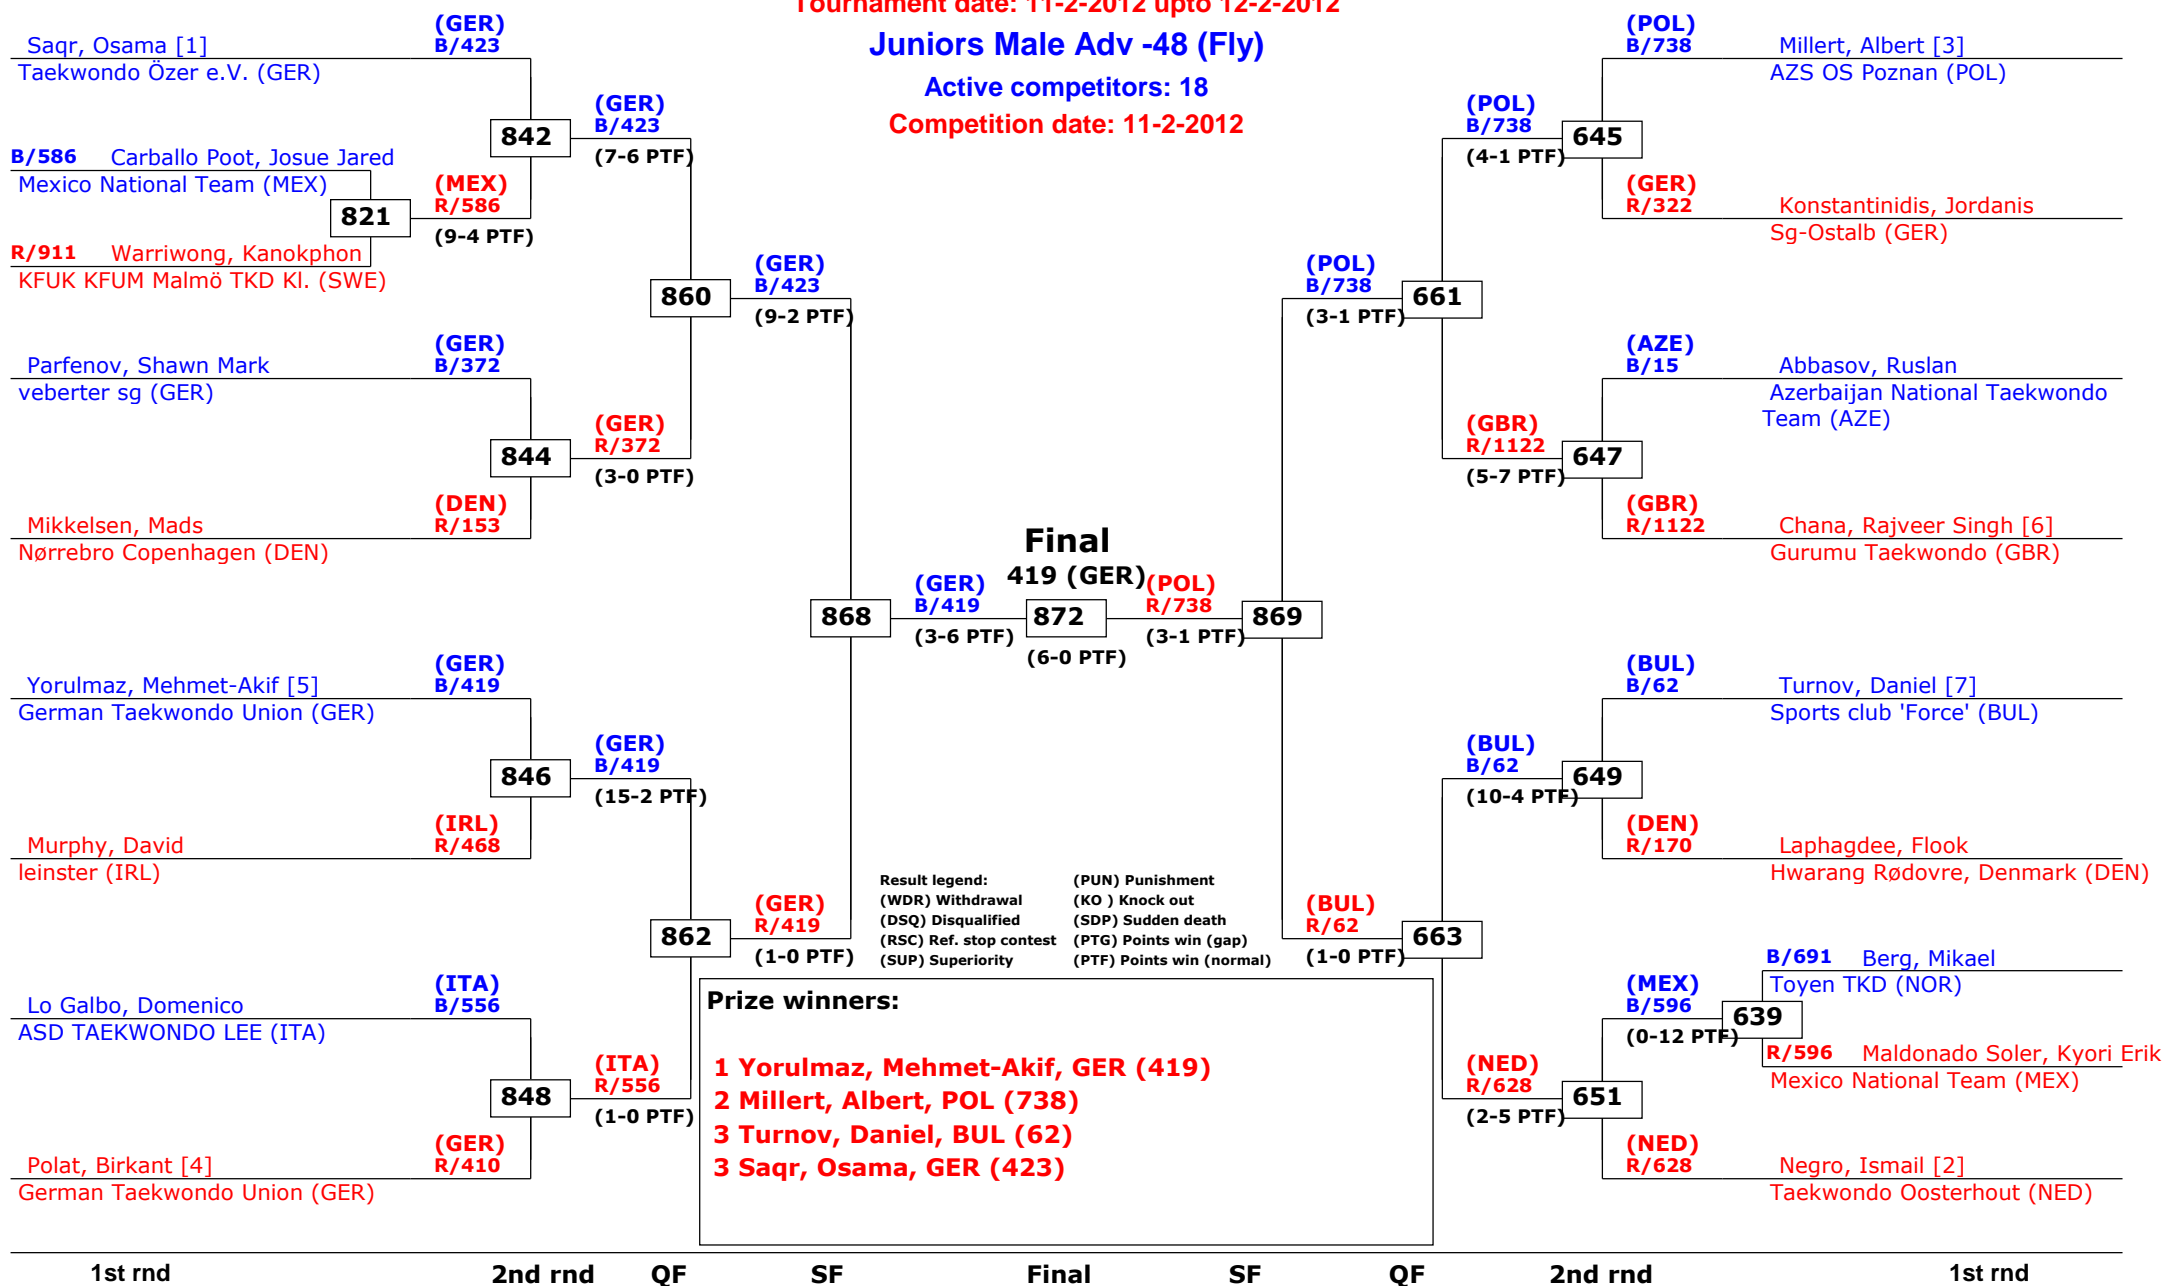 Tournament date: 11-2-2012 upto 12-2-2012
Juniors Male Adv -48 (Fly)
Active competitors: 18
Competition date: 11-2-2012
Saqr, Osama [1]
Taekwondo Özer e.V. (GER)
(GER)
B/423
842
(GER)
B/423
(7-6 PTF)
B/586 Carballo Poot, Josue Jared
Mexico National Team (MEX)
821
(MEX)
R/586
(9-4 PTF)
R/911 Warriwong, Kanokphon
KFUK KFUM Malmö TKD Kl. (SWE)
860
(GER)
B/423
(9-2 PTF)
Parfenov, Shawn Mark
veberter sg (GER)
(GER)
B/372
844
(GER)
R/372
(3-0 PTF)
Mikkelsen, Mads
Nørrebro Copenhagen (DEN)
(DEN)
R/153
868
(GER)
B/419
(3-6 PTF)
Yorulmaz, Mehmet-Akif [5]
German Taekwondo Union (GER)
(GER)
B/419
846
(GER)
B/419
(15-2 PTF)
Murphy, David
leinster (IRL)
(IRL)
R/468
862
(GER)
R/419
(1-0 PTF)
Lo Galbo, Domenico
ASD TAEKWONDO LEE (ITA)
(ITA)
B/556
848
(ITA)
R/556
(1-0 PTF)
Polat, Birkant [4]
German Taekwondo Union (GER)
(GER)
R/410
Final
419 (GER)
872
(6-0 PTF)
(POL)
R/738
(3-1 PTF)
869
(POL)
B/738
Millert, Albert [3]
AZS OS Poznan (POL)
(POL)
B/738
(4-1 PTF)
645
(GER)
R/322
Konstantinidis, Jordanis
Sg-Ostalb (GER)
(POL)
B/738
(3-1 PTF)
661
(AZE)
B/15
Abbasov, Ruslan
Azerbaijan National Taekwondo
Team (AZE)
(GBR)
R/1122
(5-7 PTF)
647
(GBR)
R/1122
Chana, Rajveer Singh [6]
Gurumu Taekwondo (GBR)
(BUL)
B/62
Turnov, Daniel [7]
Sports club 'Force' (BUL)
(BUL)
B/62
(10-4 PTF)
649
(DEN)
R/170
Laphagdee, Flook
Hwarang Rødovre, Denmark (DEN)
(BUL)
R/62
(1-0 PTF)
663
B/691 Berg, Mikael
Toyen TKD (NOR)
(MEX)
B/596
(0-12 PTF)
639
R/596 Maldonado Soler, Kyori Erik
Mexico National Team (MEX)
(NED)
R/628
(2-5 PTF)
651
(NED)
R/628
Negro, Ismail [2]
Taekwondo Oosterhout (NED)
Result legend:
(WDR) Withdrawal
(DSQ) Disqualified
(RSC) Ref. stop contest
(SUP) Superiority
(PUN) Punishment
(KO ) Knock out
(SDP) Sudden death
(PTG) Points win (gap)
(PTF) Points win (normal)
Prize winners:
1 Yorulmaz, Mehmet-Akif, GER (419)
2 Millert, Albert, POL (738)
3 Turnov, Daniel, BUL (62)
3 Saqr, Osama, GER (423)
1st rnd 2nd rnd QF SF Final SF QF 2nd rnd 1st rnd